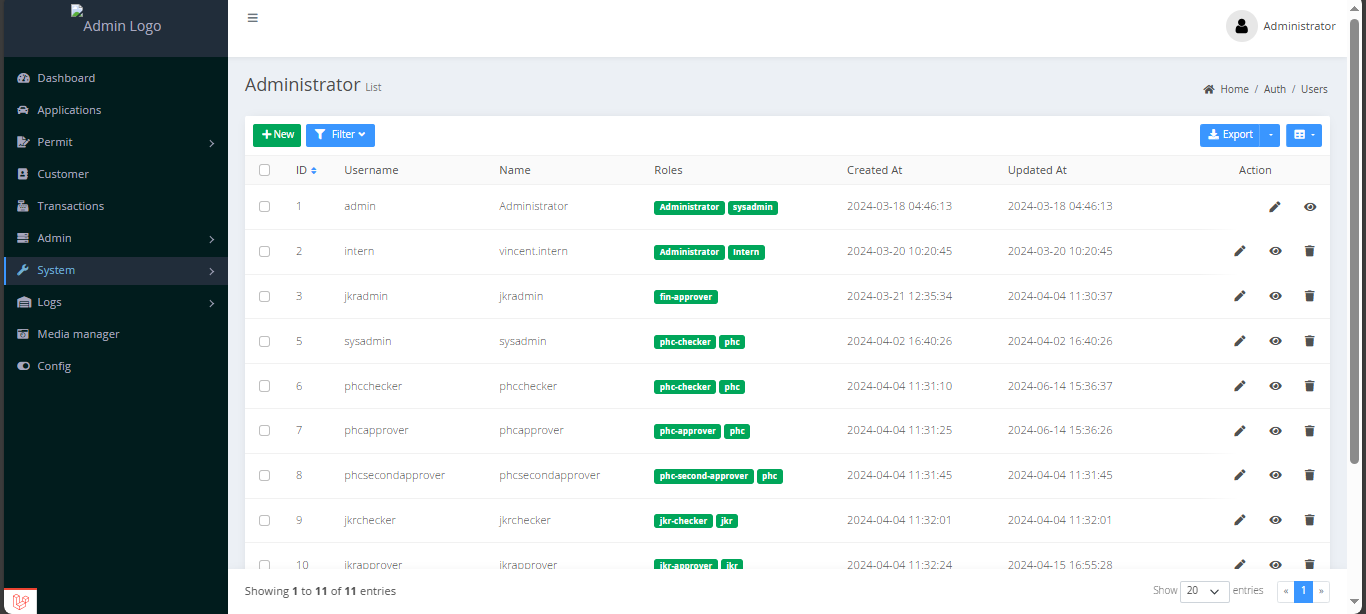 Admin Logo
Administrator
Dashboard
Applications
Permit
Customer
Transactions
Admin
System
Logs
Media manager
Config
Administrator List
Home / Auth / Users
New Filter Export
ID Username Name Roles Created At Updated At Action
1 admin Administrator Administrator sysadmin 2024-03-18 04:46:13 2024-03-18 04:46:13
2 intern vincent.intern Administrator Intern 2024-03-20 10:20:45 2024-03-20 10:20:45
3 jkradmin jkradmin fin-approver 2024-03-21 12:35:34 2024-04-04 11:30:37
5 sysadmin sysadmin phc-checker phc 2024-04-02 16:40:26 2024-04-02 16:40:26
6 phcchecker phcchecker phc-checker phc 2024-04-04 11:31:10 2024-06-14 15:36:37
7 phcapprover phcapprover phc-approver phc 2024-04-04 11:31:25 2024-06-14 15:36:26
8 phcsecondapprover phcsecondapprover phc-second-approver phc 2024-04-04 11:31:45 2024-04-04 11:31:45
9 jkrchecker jkrchecker jkr-checker jkr 2024-04-04 11:32:01 2024-04-04 11:32:01
10 jkrapprover jkrapprover jkr-approver jkr 2024-04-04 11:32:24 2024-04-15 16:55:28
Showing 1 to 11 of 11 entries
Show 20 entries « 1 »